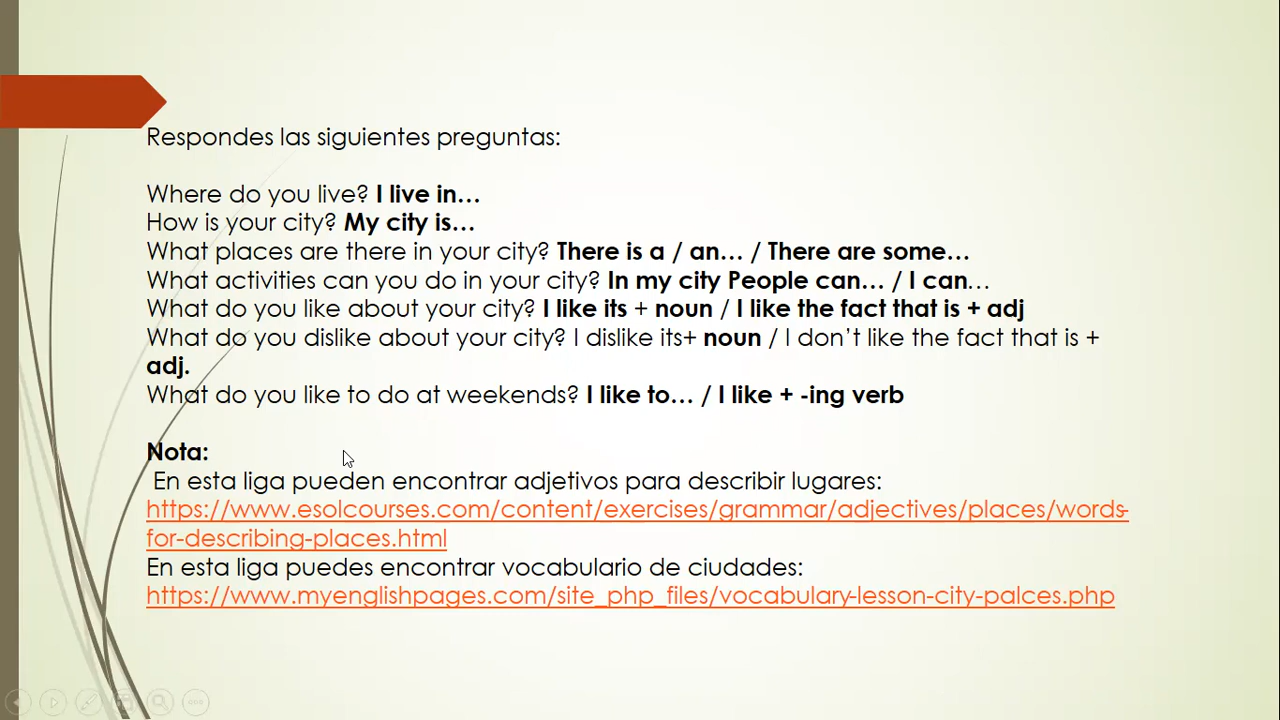 Respondes las siguientes preguntas:
Where do you live? I live in…
How is your city? My city is…
What places are there in your city? There is a / an… / There are some…
What activities can you do in your city? In my city People can… / I can…
What do you like about your city? I like its + noun / I like the fact that is + adj
What do you dislike about your city? I dislike its+ noun / I don’t like the fact that is +
adj.
What do you like to do at weekends? I like to… / I like + -ing verb
Nota:
En esta liga pueden encontrar adjetivos para describir lugares:
https://www.esolcourses.com/content/exercises/grammar/adjectives/places/words-
for-describing-places.html
En esta liga puedes encontrar vocabulario de ciudades:
https://www.myenglishpages.com/site_php_files/vocabulary-lesson-city-palces.php